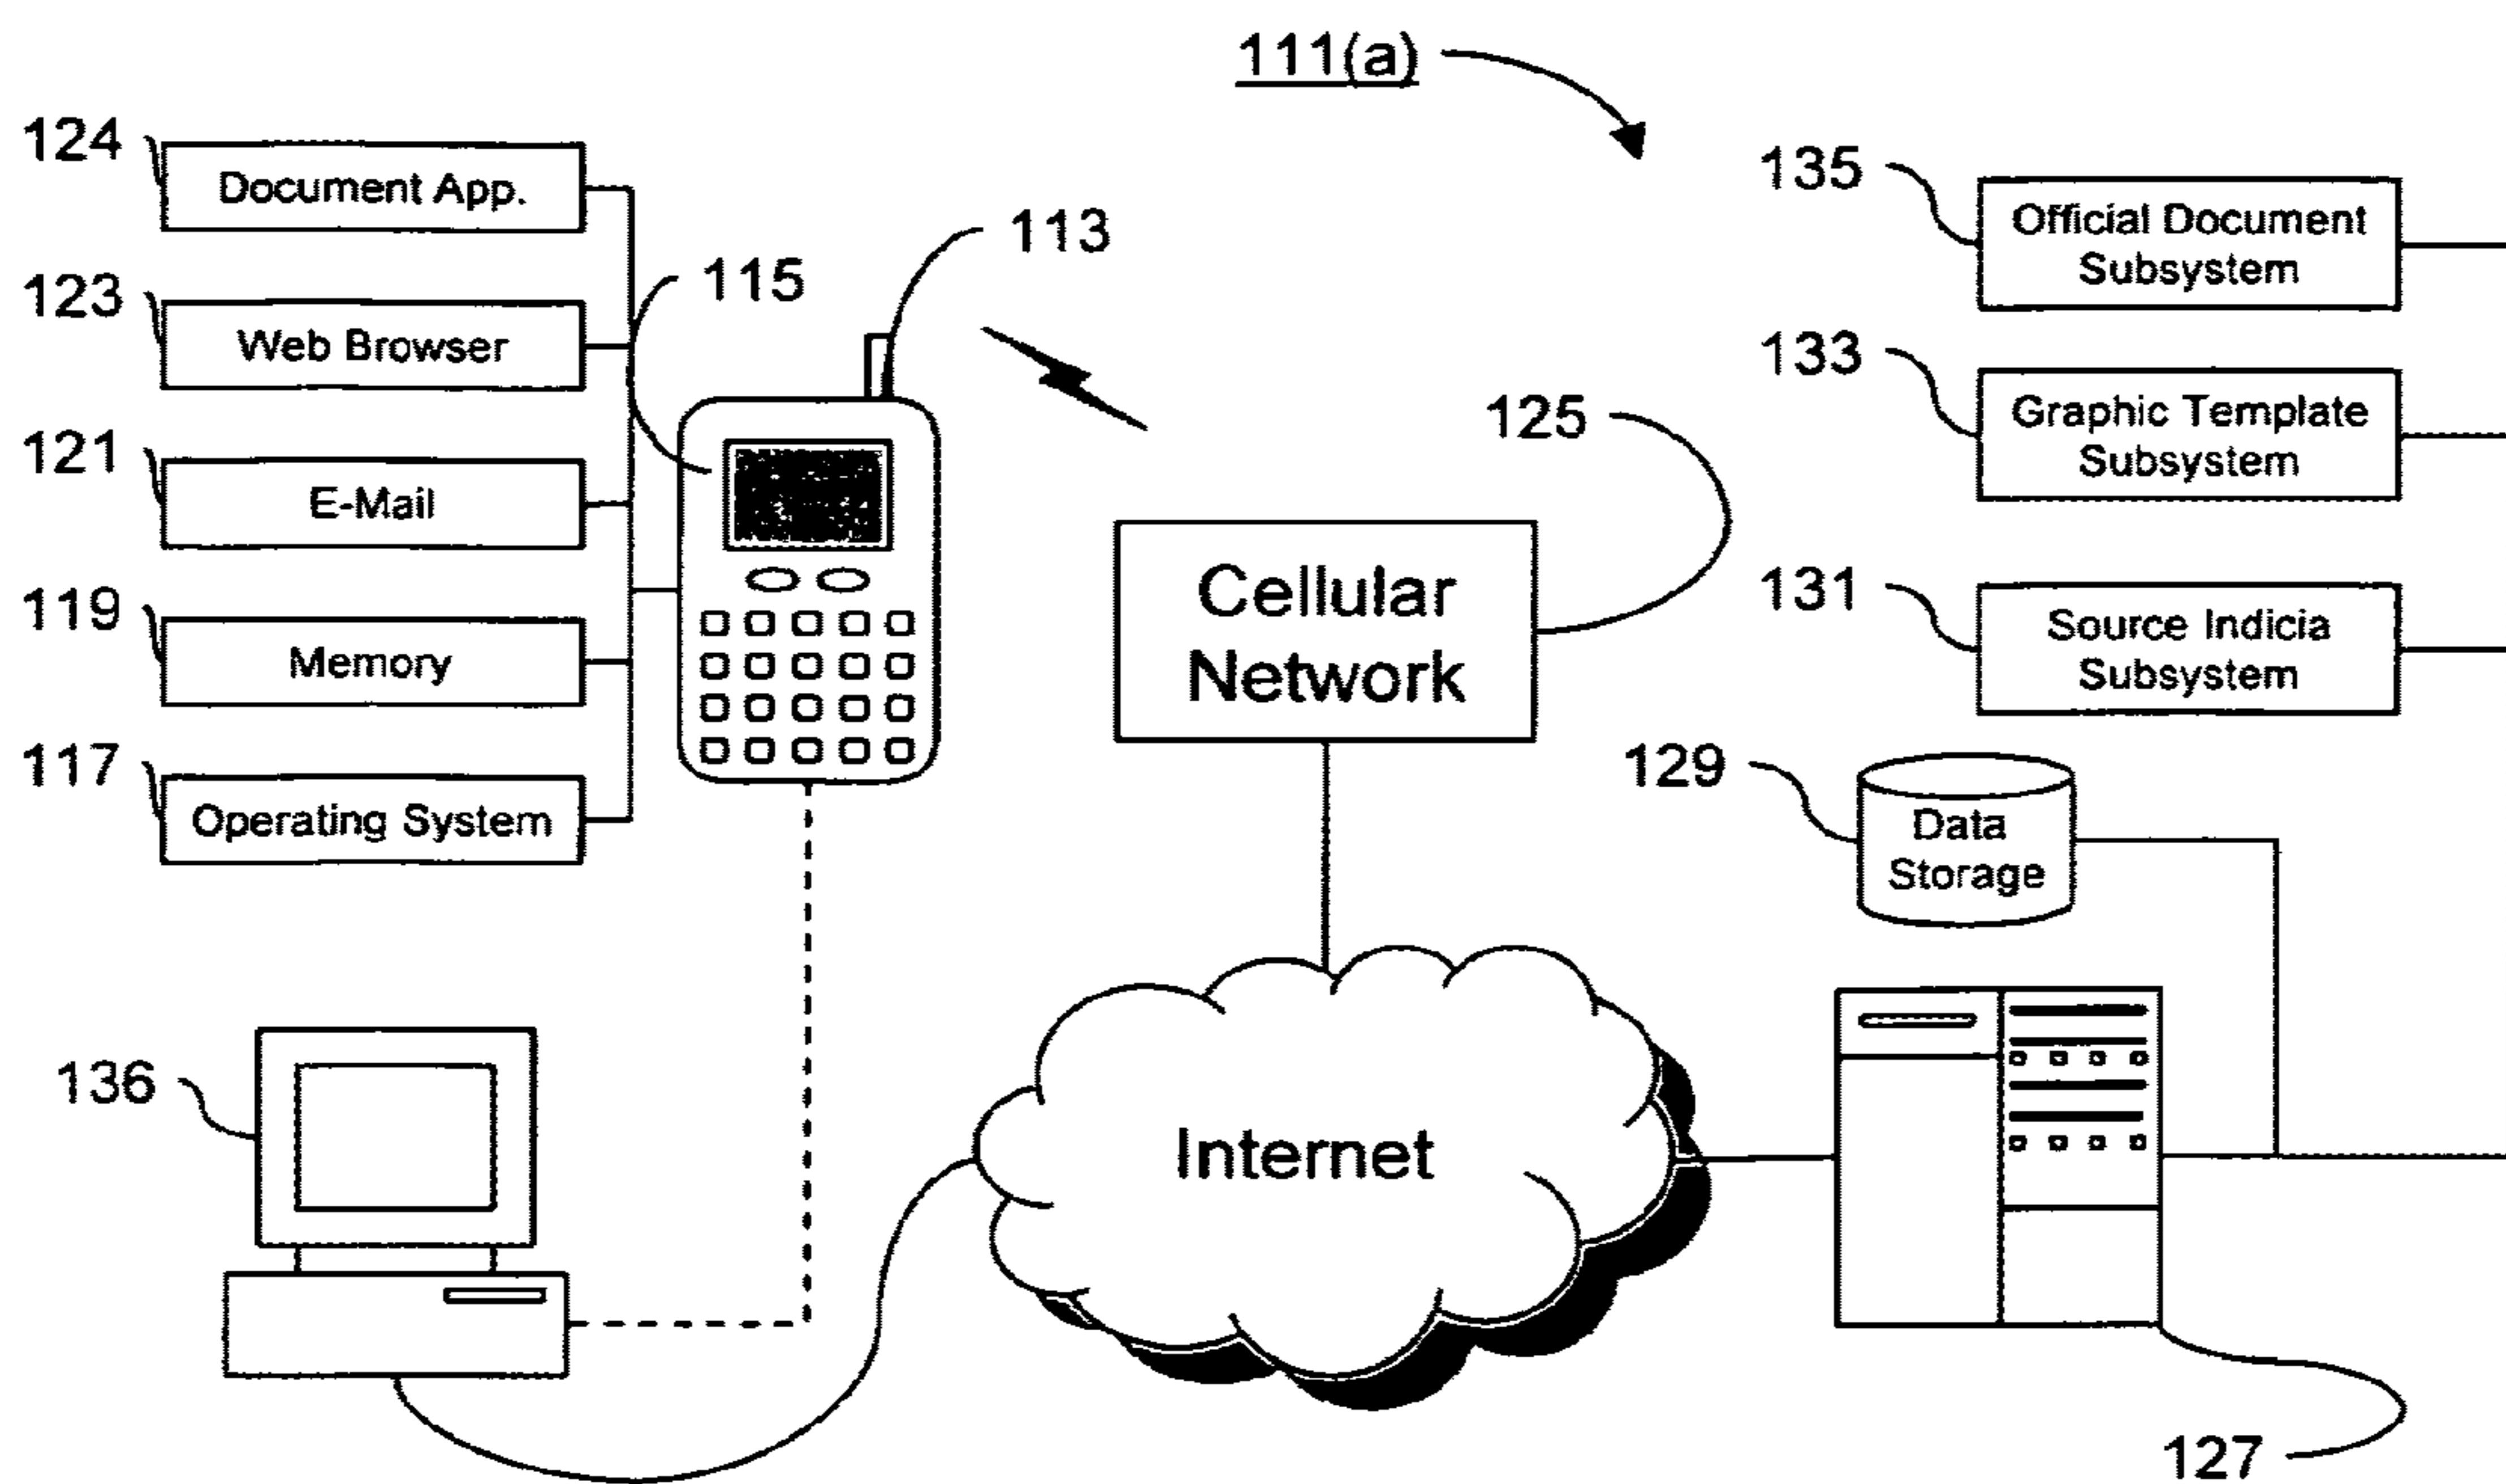 111(a)
124
Document App.
123
Web Browser
121
E-Mail
119
Memory
117
Operating System
115
113
125
Cellular
Network
135
Official Document
Subsystem
133
Graphic Template
Subsystem
131
Source Indicia
Subsystem
129
Data
Storage
136
Internet
127